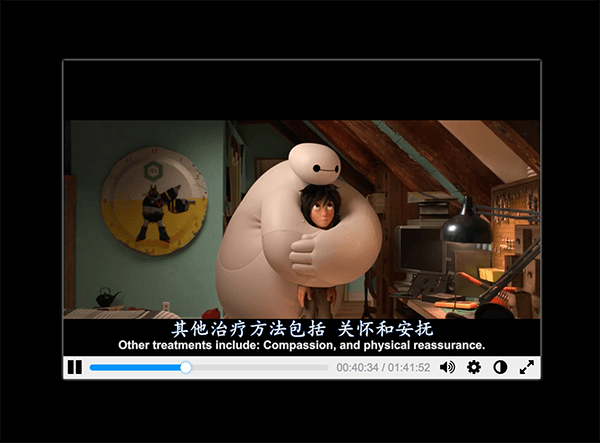 其他治疗方法包括 关怀和安抚
Other treatments include: Compassion, and physical reassurance.
00:40:34 / 01:41:52